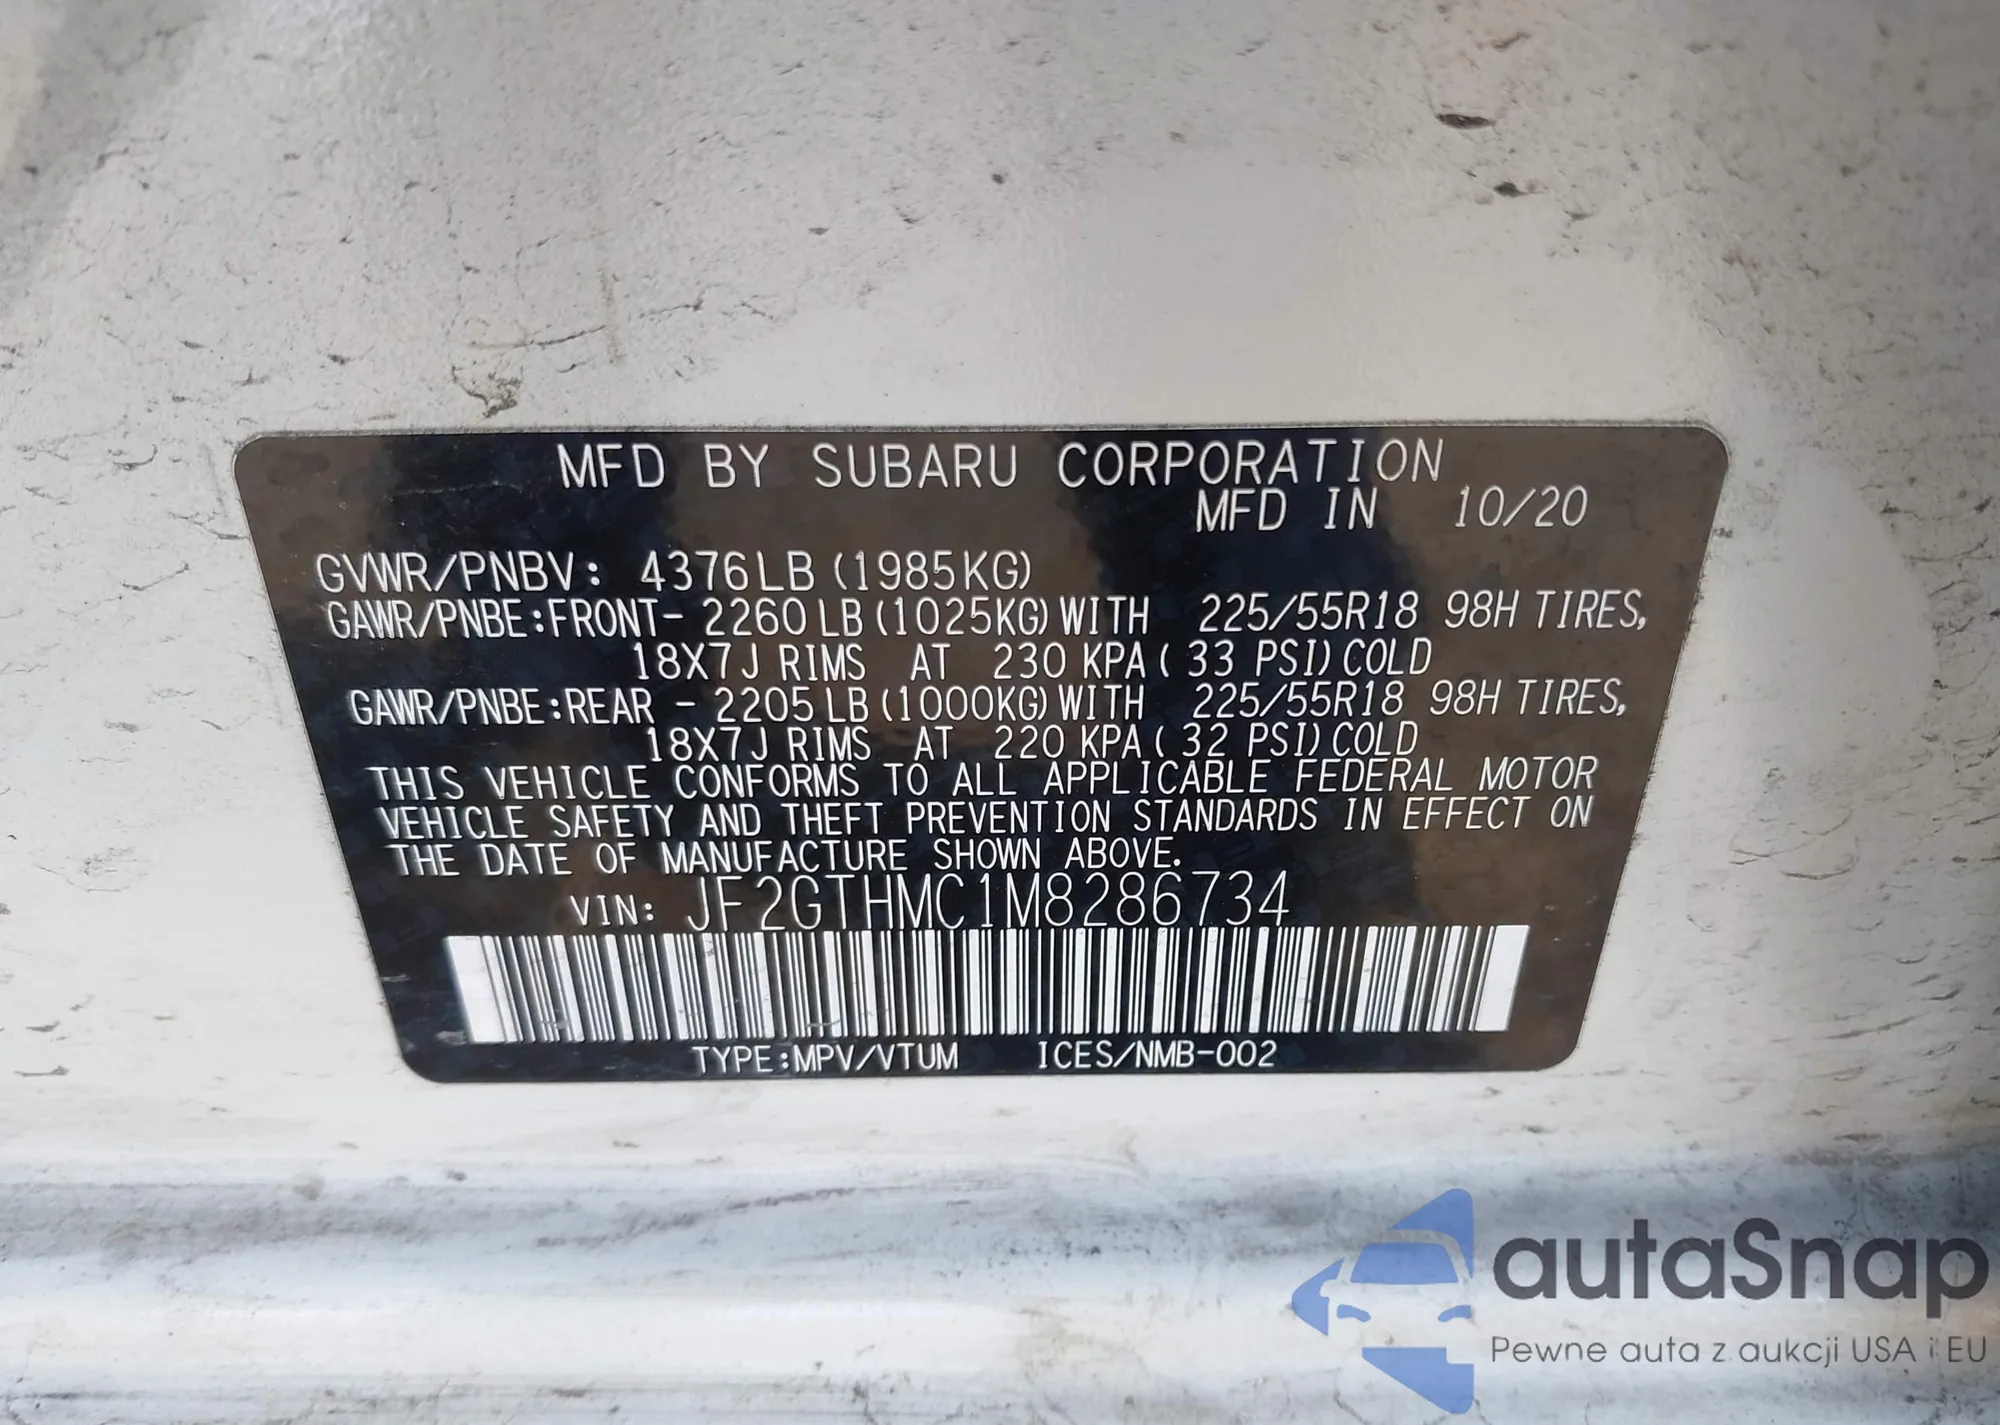 MFD BY SUBARU CORPORATION
MFD IN 10/20
GVWR/PNBV: 4376LB (1985KG)
GAWR/PNBE:FRONT- 2260 LB (1025KG) WITH 225/55R18 98H TIRES,
18X7J RIMS AT 230 KPA ( 33 PSI) COLD
GAWR/PNBE:REAR - 2205 LB (1000KG) WITH 225/55R18 98H TIRES,
18X7J RIMS AT 220 KPA ( 32 PSI) COLD
THIS VEHICLE CONFORMS TO ALL APPLICABLE FEDERAL MOTOR
VEHICLE SAFETY AND THEFT PREVENTION STANDARDS IN EFFECT ON
THE DATE OF MANUFACTURE SHOWN ABOVE.
VIN: JF2GTHMC1M8286734
TYPE:MPV/VTUM ICES/NMB-002
autaSnap
Pewne auta z aukcji USA i EU